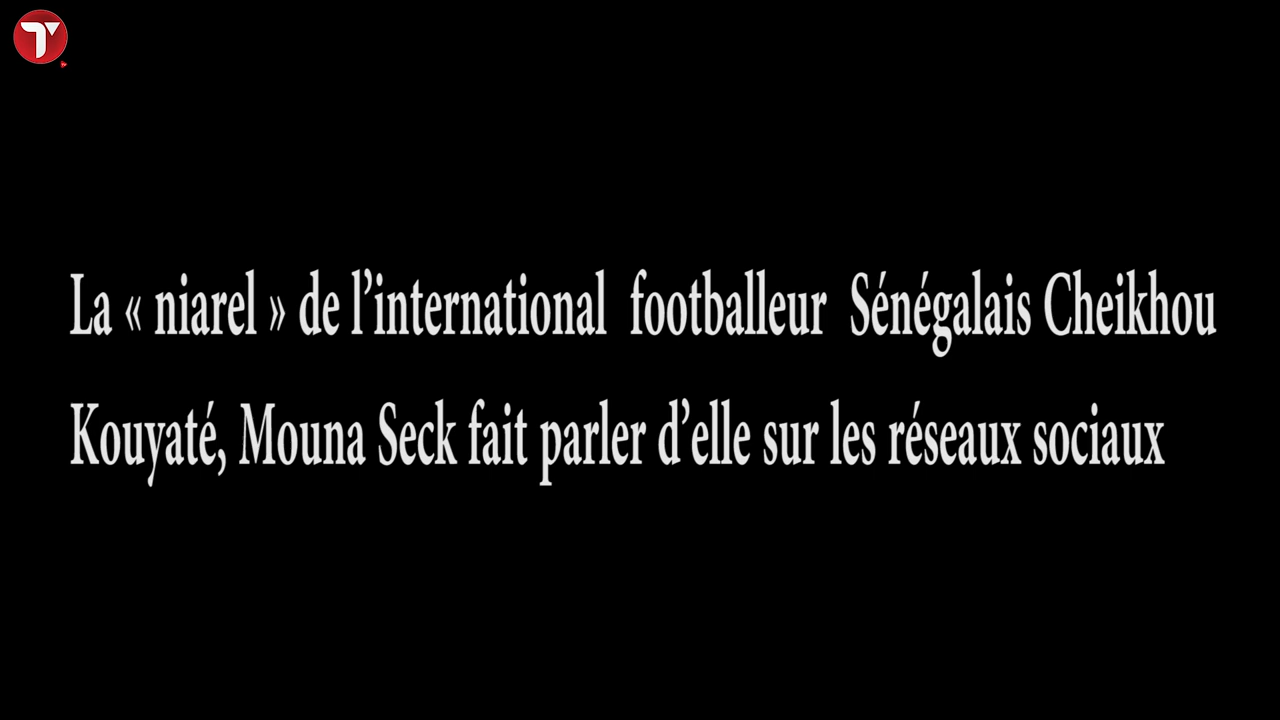 La « niarel » de l’international  footballeur  Sénégalais Cheikhou
Kouyaté, Mouna Seck fait parler d’elle sur les réseaux sociaux